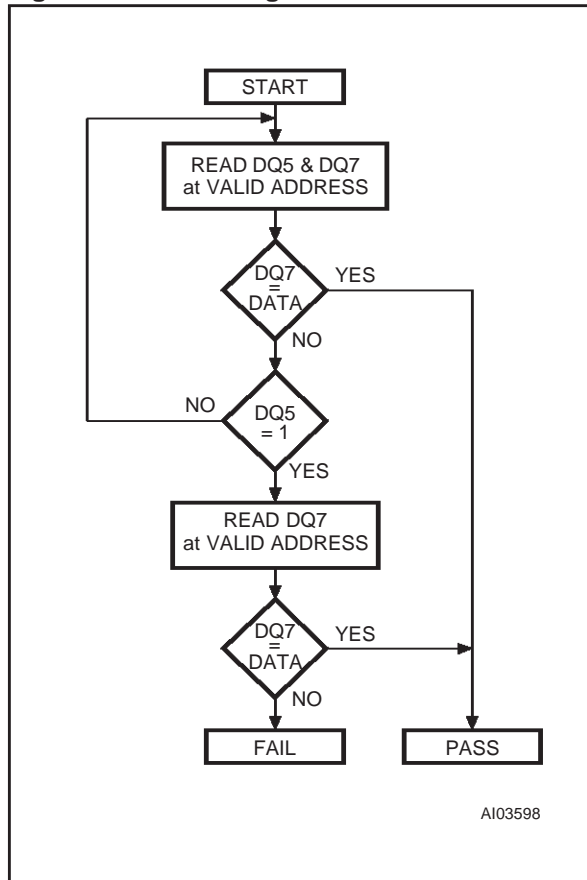 START
READ DQ5 & DQ7
at VALID ADDRESS
DQ7
=
DATA
YES
NO
NO
DQ5
= 1
YES
READ DQ7
at VALID ADDRESS
DQ7
=
DATA
YES
NO
FAIL
PASS
AI03598